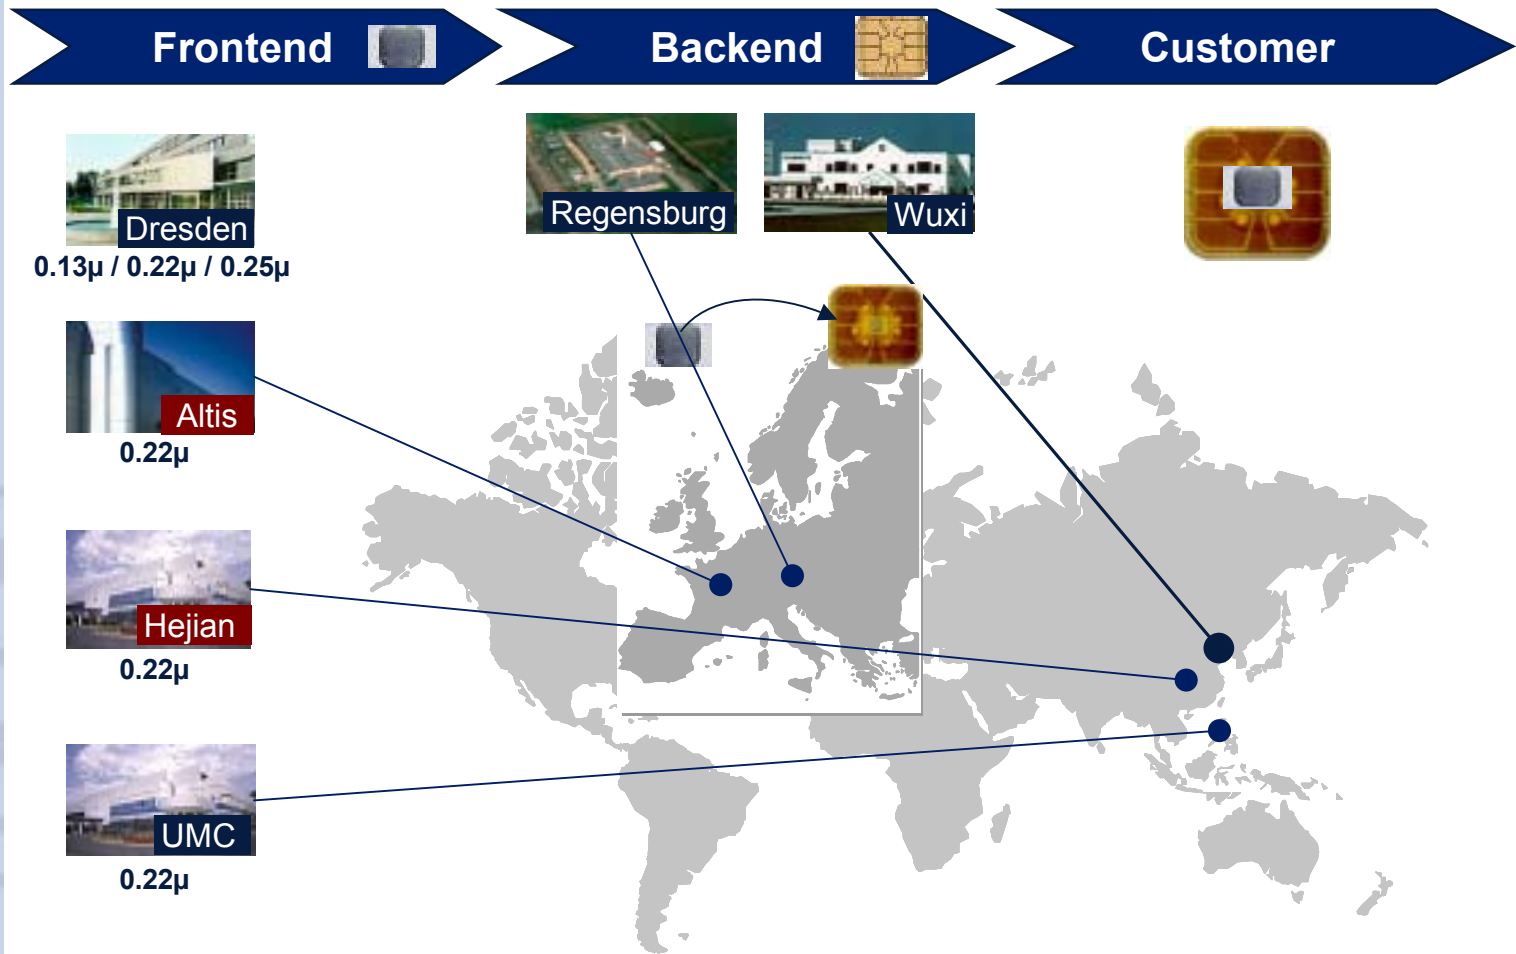 Frontend
Backend
Customer
Dresden
0.13µ / 0.22µ / 0.25µ
Regensburg
Wuxi
Altis
0.22µ
Hejian
0.22µ
UMC
0.22µ